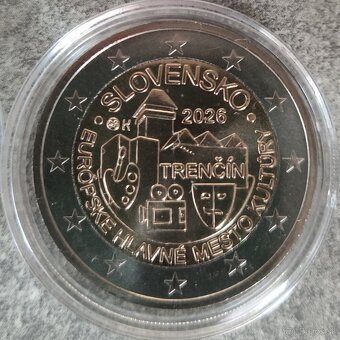 SLOVENSKO
2026
TRENČÍN
EURÓPSKE HLAVNÉ MESTO KULTÚRY